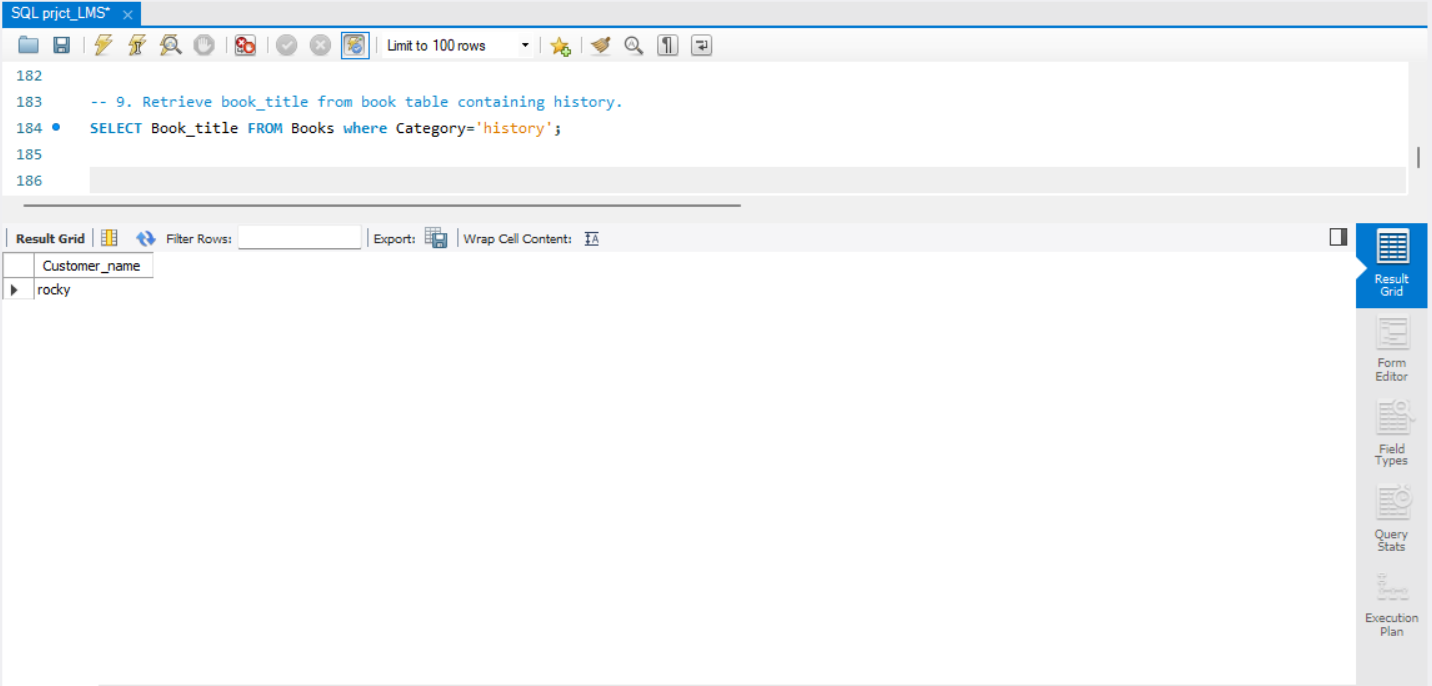 SQL prjct_LMS*
Limit to 100 rows
182
183 -- 9. Retrieve book_title from book table containing history.
184 SELECT Book_title FROM Books where Category='history';
185
186
Result Grid Filter Rows: Export: Wrap Cell Content:
Customer_name
rocky
Result
Grid
Form
Editor
Field
Types
Query
Stats
Execution
Plan